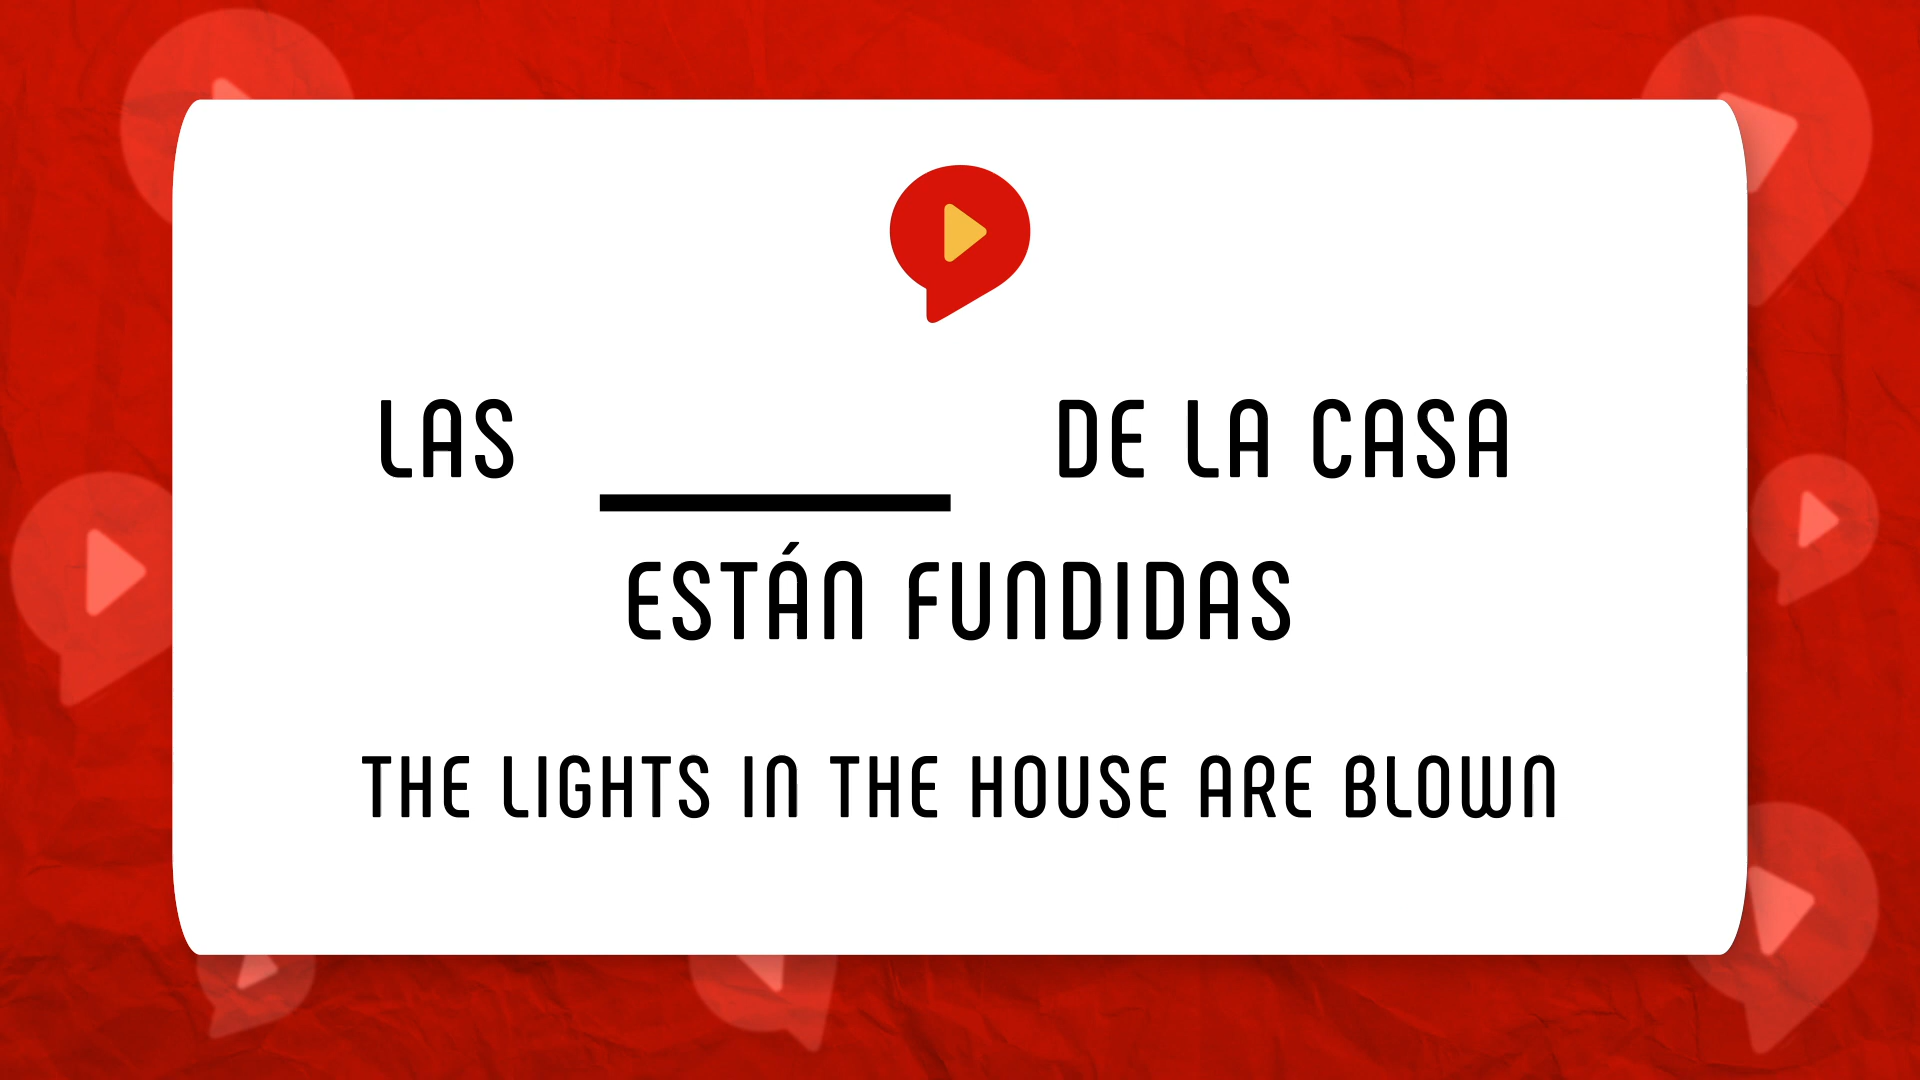 LAS ______ DE LA CASA
ESTÁN FUNDIDAS
THE LIGHTS IN THE HOUSE ARE BLOWN